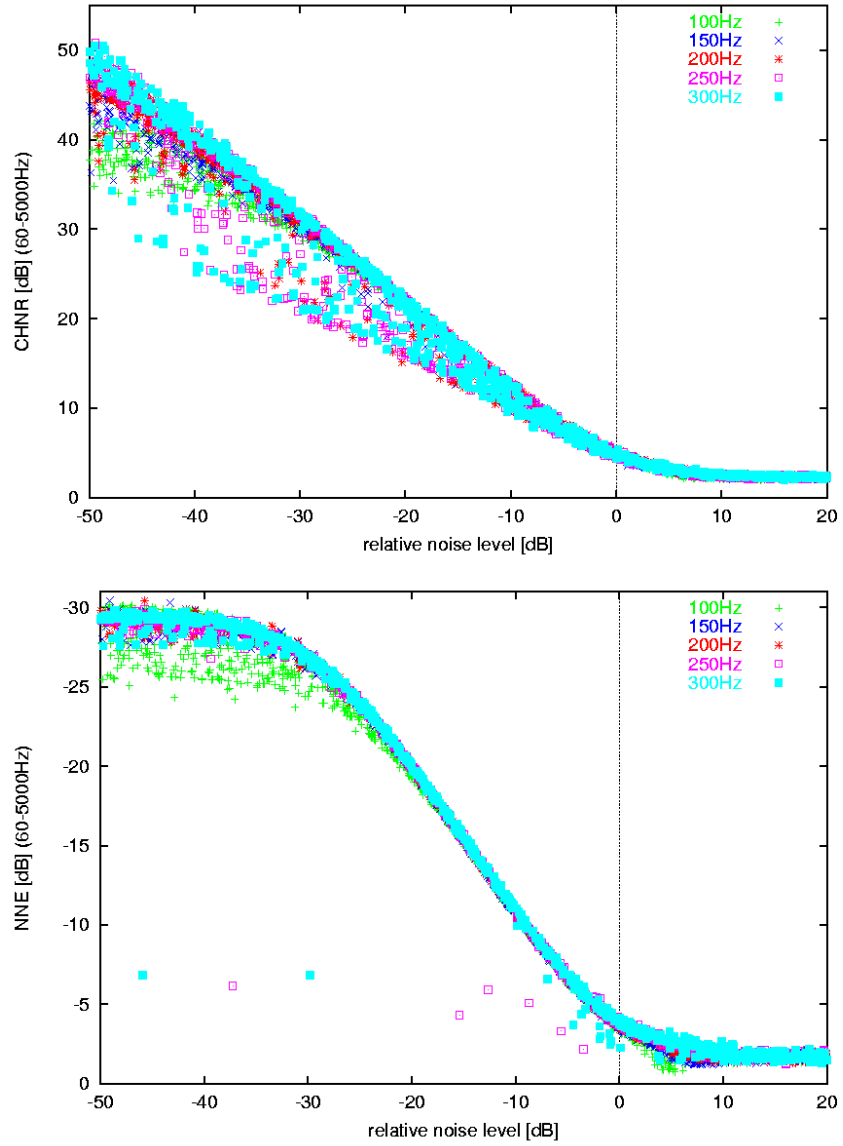 CHNR [dB] (60-5000Hz)
50
40
30
20
10
0
-50 -40 -30 -20 -10 0 10 20
relative noise level [dB]
100Hz
150Hz
200Hz
250Hz
300Hz
NNE [dB] (60-5000Hz)
-30
-25
-20
-15
-10
-5
0
-50 -40 -30 -20 -10 0 10 20
relative noise level [dB]
100Hz
150Hz
200Hz
250Hz
300Hz